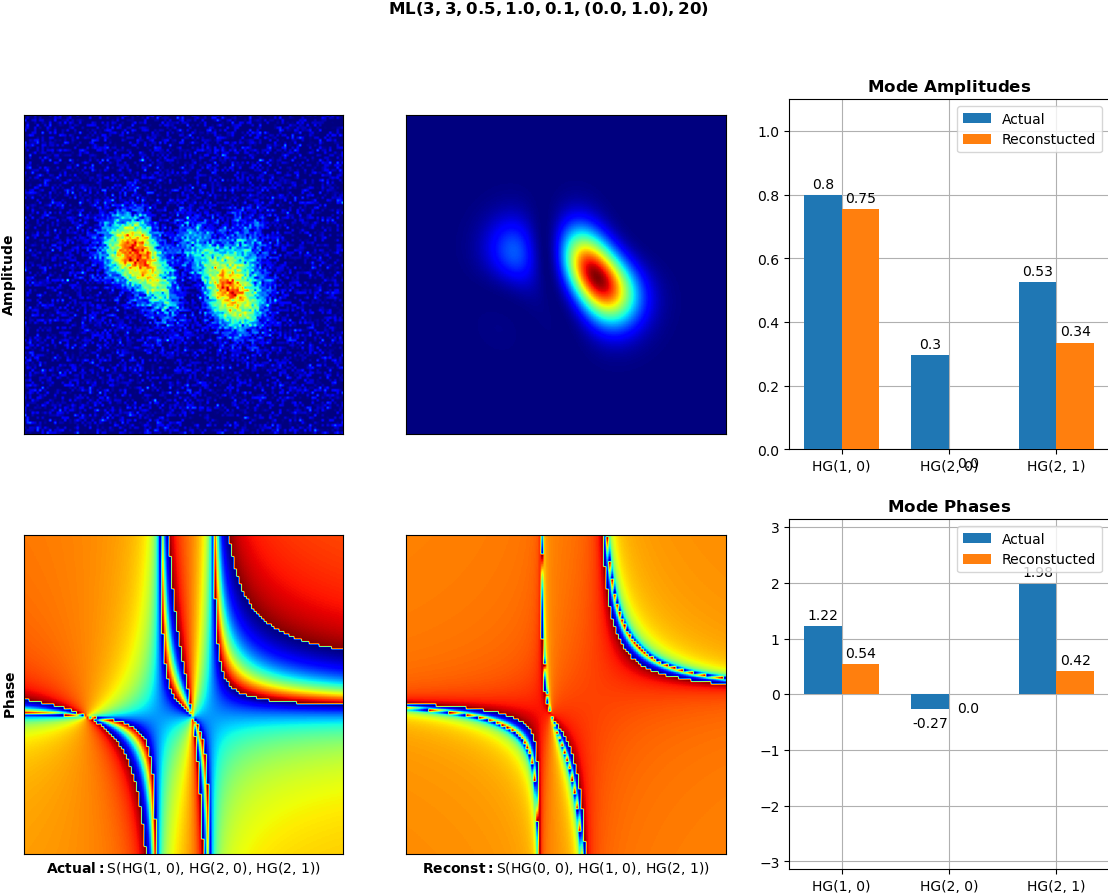 ML(3, 3, 0.5, 1.0, 0.1, (0.0, 1.0), 20)
Amplitude
Mode Amplitudes
Actual
Reconstucted
1.0
0.8
0.6
0.4
0.2
0.0
0.8
0.75
0.3
0.0
0.53
0.34
HG(1, 0)
HG(2, 0)
HG(2, 1)
Phase
Actual: S(HG(1, 0), HG(2, 0), HG(2, 1))
Reconst: S(HG(0, 0), HG(1, 0), HG(2, 1))
Mode Phases
Actual
Reconstucted
3
2
1
0
−1
−2
−3
1.22
0.54
-0.27
0.0
1.98
0.42
HG(1, 0)
HG(2, 0)
HG(2, 1)